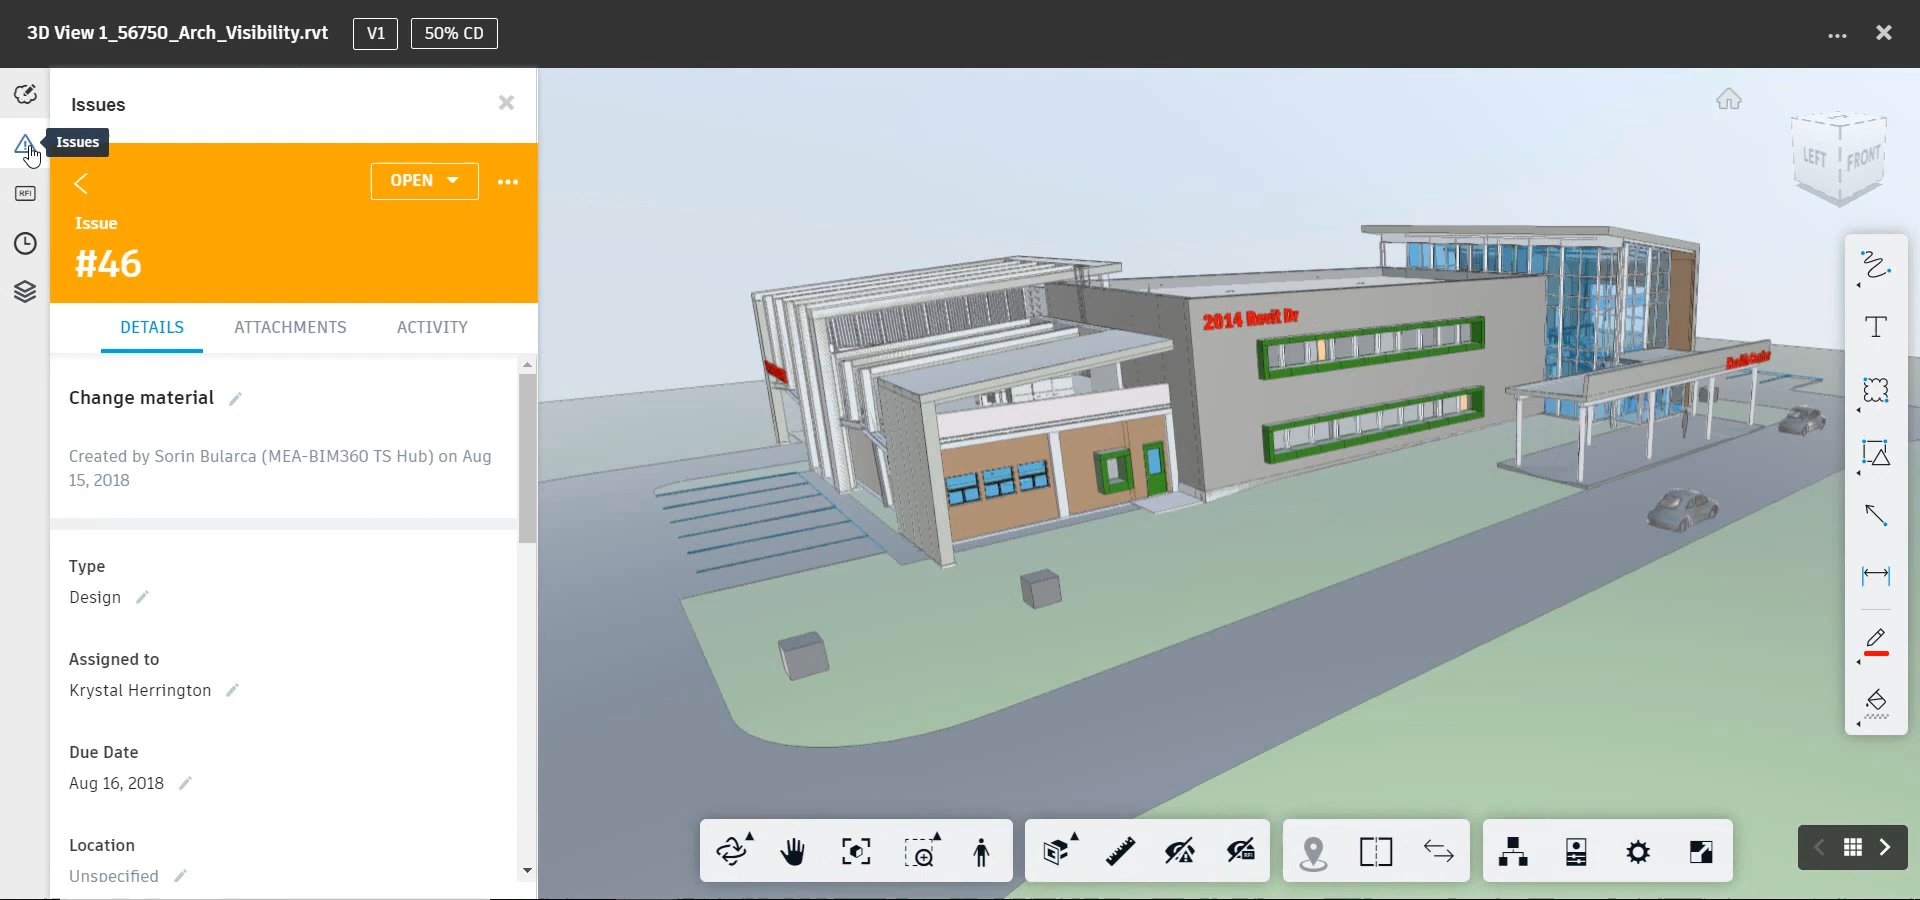 3D View 1_56750_Arch_Visibility.rvt
V1
50% CD
Issues
Issues
OPEN
Issue
#46
RFI
DETAILS
ATTACHMENTS
ACTIVITY
Change material
Created by Sorin Bularca (MEA-BIM360 TS Hub) on Aug
15, 2018
Type
Design
Assigned to
Krystal Herrington
Due Date
Aug 16, 2018
Location
Unspecified
LEFT
FRONT
2014 Revit Dr
T
RFI